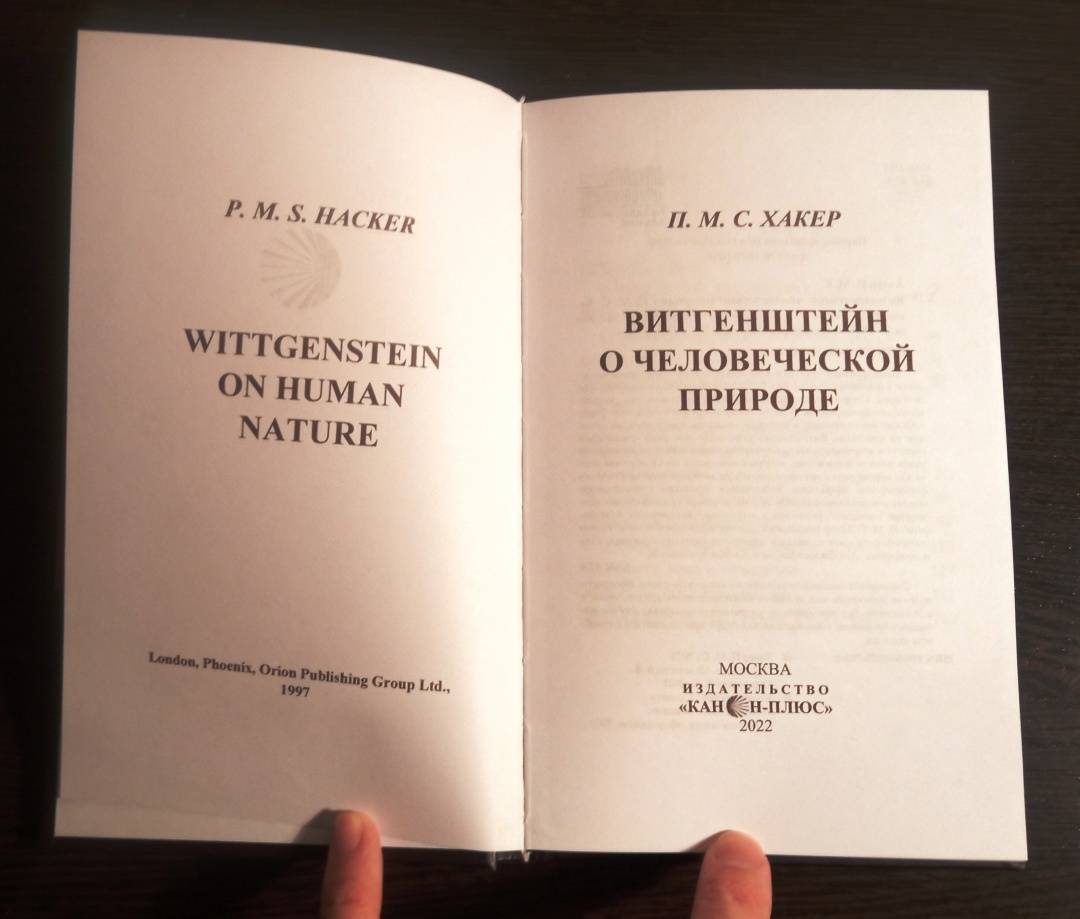 P. M. S. HACKER
WITTGENSTEIN
ON HUMAN
NATURE
London, Phoenix, Orion Publishing Group Ltd.,
1997
П. М. С. ХАКЕР
ВИТГЕНШТЕЙН
О ЧЕЛОВЕЧЕСКОЙ
ПРИРОДЕ
МОСКВА
ИЗДАТЕЛЬСТВО
«КАНОН-ПЛЮС»
2022